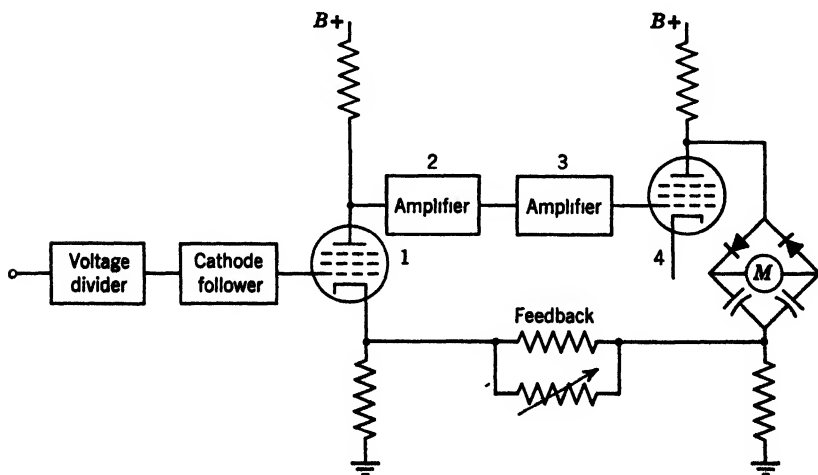 B+
B+
2
3
Amplifier
Amplifier
1
4
Voltage
divider
Cathode
follower
M
Feedback